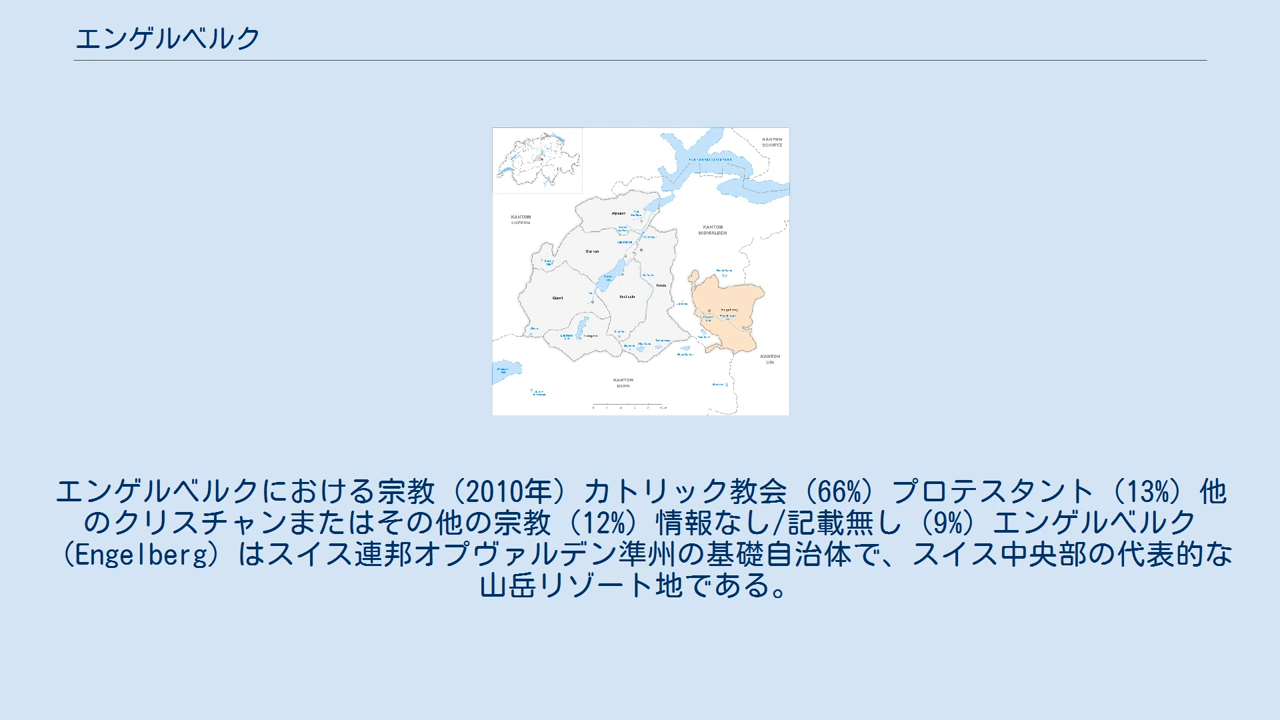 エンゲルベルク
KANTON
SCHWYZ
KANTON
LUZERN
KANTON
NIDWALDEN
Sarnen
Giswil
Kerns
Engelberg
KANTON
URI
KANTON
BERN
エンゲルベルクにおける宗教（2010年）カトリック教会（66%）プロテスタント（13%）他
のクリスチャンまたはその他の宗教（12%）情報なし/記載無し（9%）エンゲルベルク
（Engelberg）はスイス連邦オプヴァルデン準州の基礎自治体で、スイス中央部の代表的な
山岳リゾート地である。